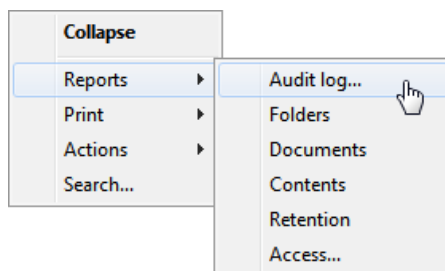 Collapse
Reports
Print
Actions
Search...
Audit log...
Folders
Documents
Contents
Retention
Access...